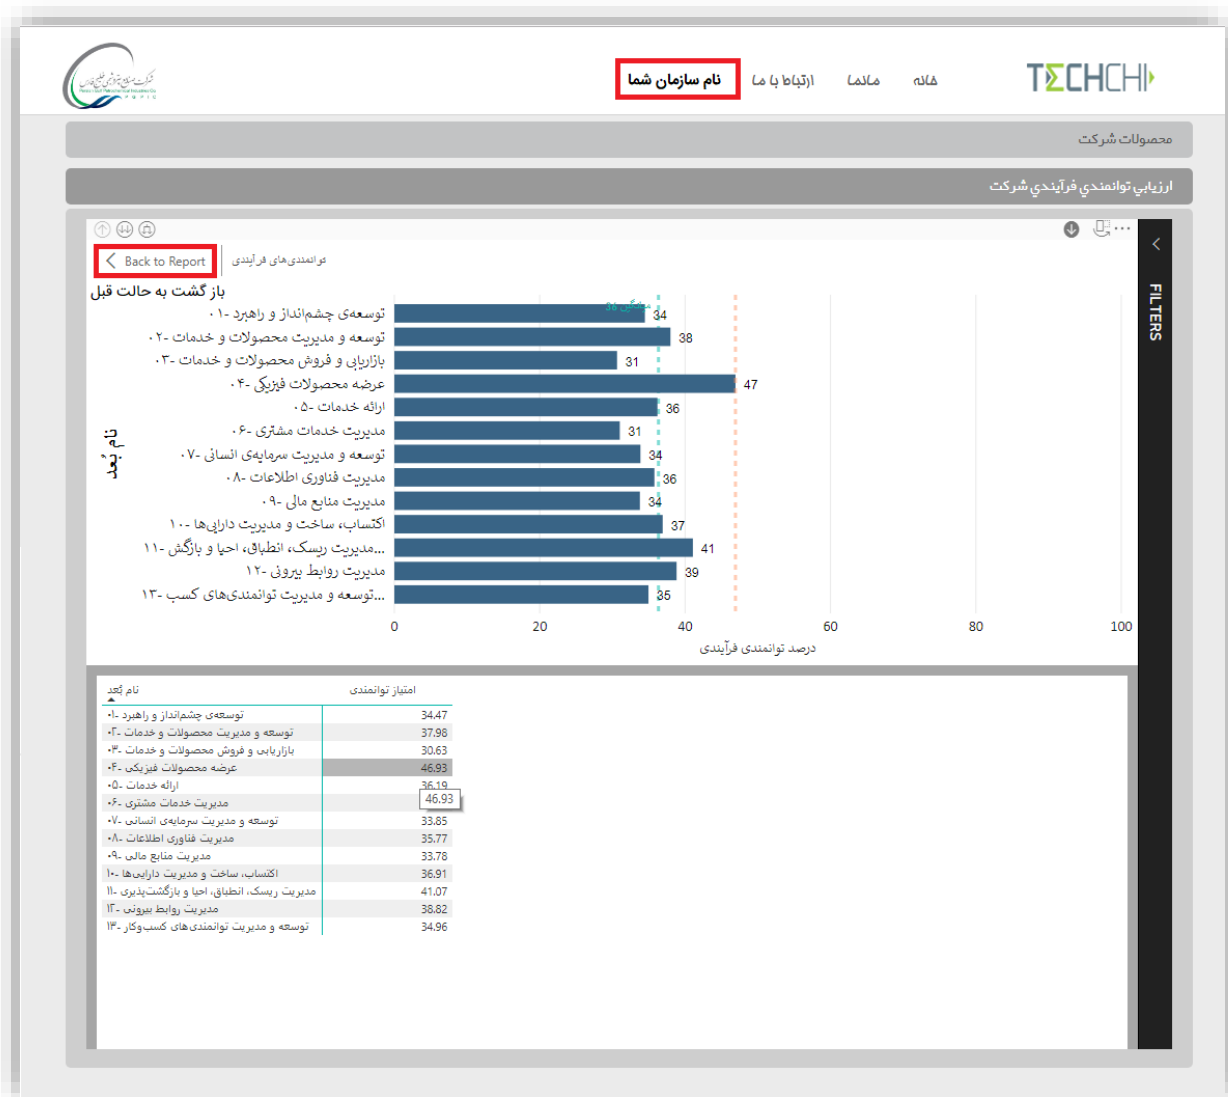 TΣCHCHI
خانه
ماتما
ارتباط با ما
نام سازمان شما
محصولات شرکت
ارزيابي توانمندي فرآيندي شركت
Back to Report
توانمندی‌های فرآیندی
باز گشت به حالت قبل
FILTERS
نام بُعد
میانگین 36
توسعه‌ی چشم‌انداز و راهبرد -۰۱ 34
توسعه و مدیریت محصولات و خدمات -۰۲ 38
بازاریابی و فروش محصولات و خدمات -۰۳ 31
عرضه محصولات فیزیکی -۰۴ 47
ارائه خدمات -۰۵ 36
مدیریت خدمات مشتری -۰۶ 31
توسعه و مدیریت سرمایه‌ی انسانی -۰۷ 34
مدیریت فناوری اطلاعات -۰۸ 36
مدیریت منابع مالی -۰۹ 34
اکتساب، ساخت و مدیریت دارایی‌ها -۱۰ 37
...مدیریت ریسک، انطباق، احیا و بازگش -۱۱ 41
مدیریت روابط بیرونی -۱۲ 39
...توسعه و مدیریت توانمندی‌های کسب -۱۳ 35
0 20 40 60 80 100
درصد توانمندی فرآیندی
نام بُعد امتیاز توانمندی
توسعه‌ی چشم‌انداز و راهبرد -۰۱ 34.47
توسعه و مدیریت محصولات و خدمات -۰۲ 37.98
بازاریابی و فروش محصولات و خدمات -۰۳ 30.63
عرضه محصولات فیزیکی -۰۴ 46.93
ارائه خدمات -۰۵ 36.19
مدیریت خدمات مشتری -۰۶
46.93
توسعه و مدیریت سرمایه‌ی انسانی -۰۷ 33.85
مدیریت فناوری اطلاعات -۰۸ 35.77
مدیریت منابع مالی -۰۹ 33.78
اکتساب، ساخت و مدیریت دارایی‌ها -۱۰ 36.91
مدیریت ریسک، انطباق، احیا و بازگشت‌پذیری -۱۱ 41.07
مدیریت روابط بیرونی -۱۲ 38.82
توسعه و مدیریت توانمندی‌های کسب‌وکار -۱۳ 34.96